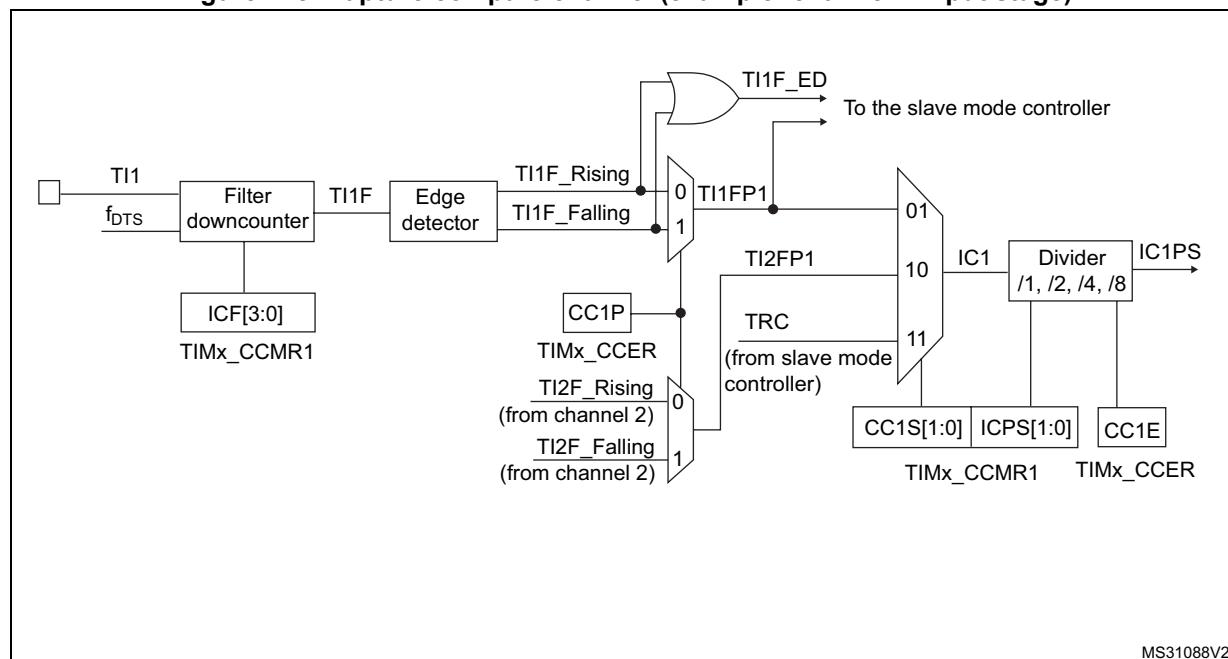 TI1F_ED
To the slave mode controller
TI1
f_DTS
Filter
downcounter
TI1F
Edge
detector
TI1F_Rising
TI1F_Falling
0
1
TI1FP1
01
TI2FP1
10
IC1
Divider
/1, /2, /4, /8
IC1PS
ICF[3:0]
TIMx_CCMR1
CC1P
TIMx_CCER
TRC
11
(from slave mode
controller)
TI2F_Rising
(from channel 2)
0
TI2F_Falling
(from channel 2)
1
CC1S[1:0]
ICPS[1:0]
TIMx_CCMR1
CC1E
TIMx_CCER
MS31088V2